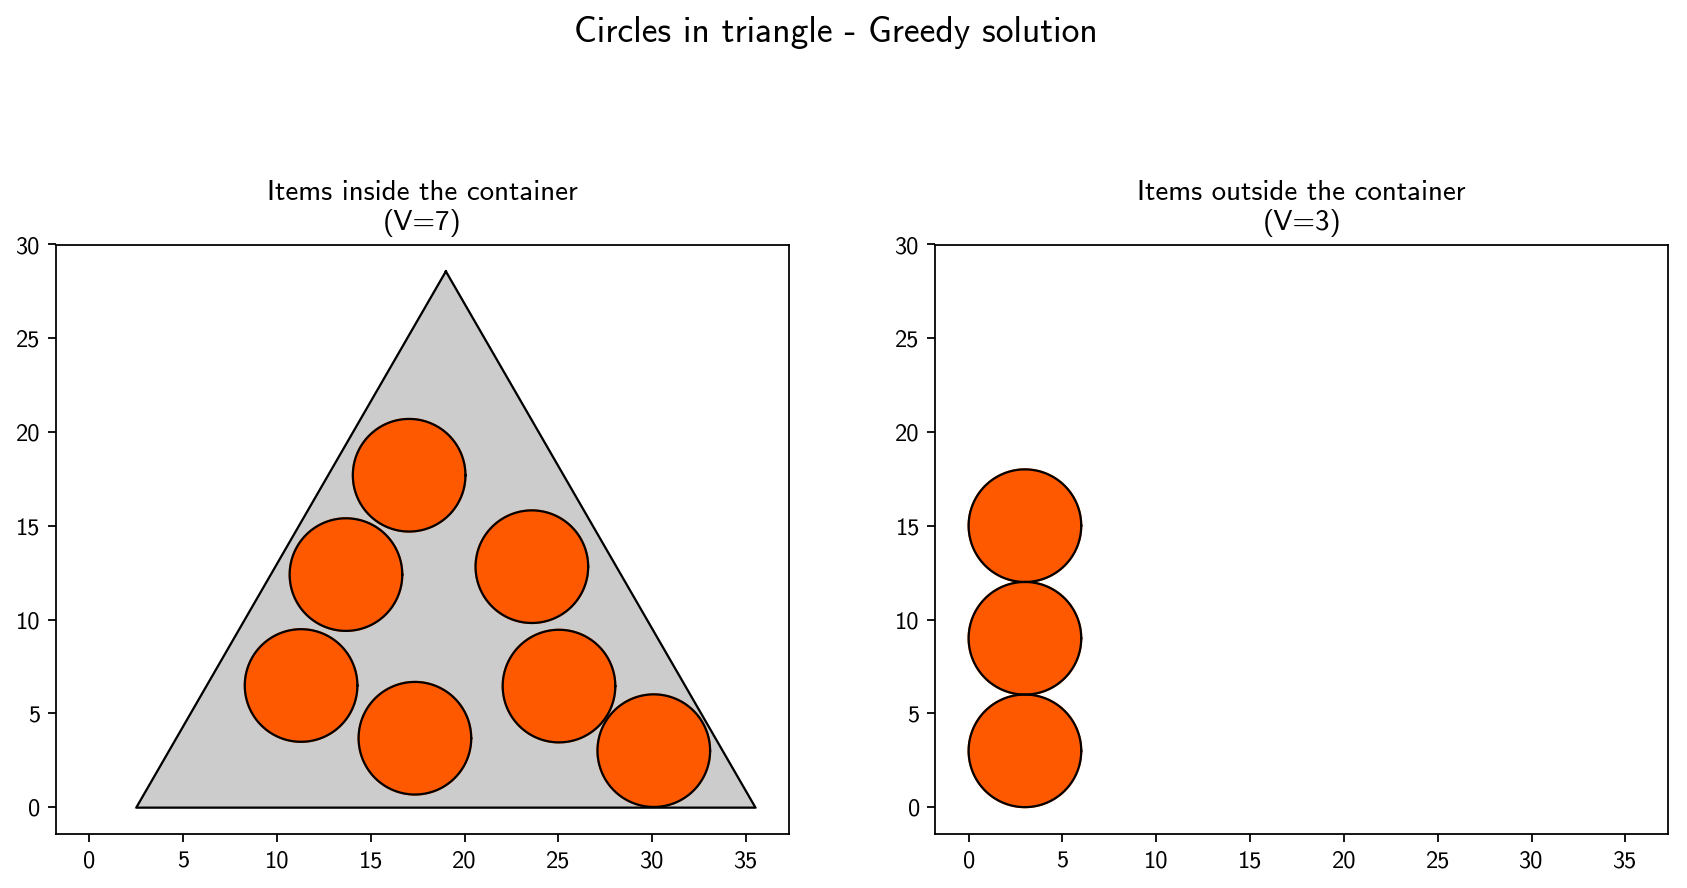 Circles in triangle - Greedy solution
Items inside the container
(V=7)
30
25
20
15
10
5
0
0 5 10 15 20 25 30 35
Items outside the container
(V=3)
30
25
20
15
10
5
0
0 5 10 15 20 25 30 35